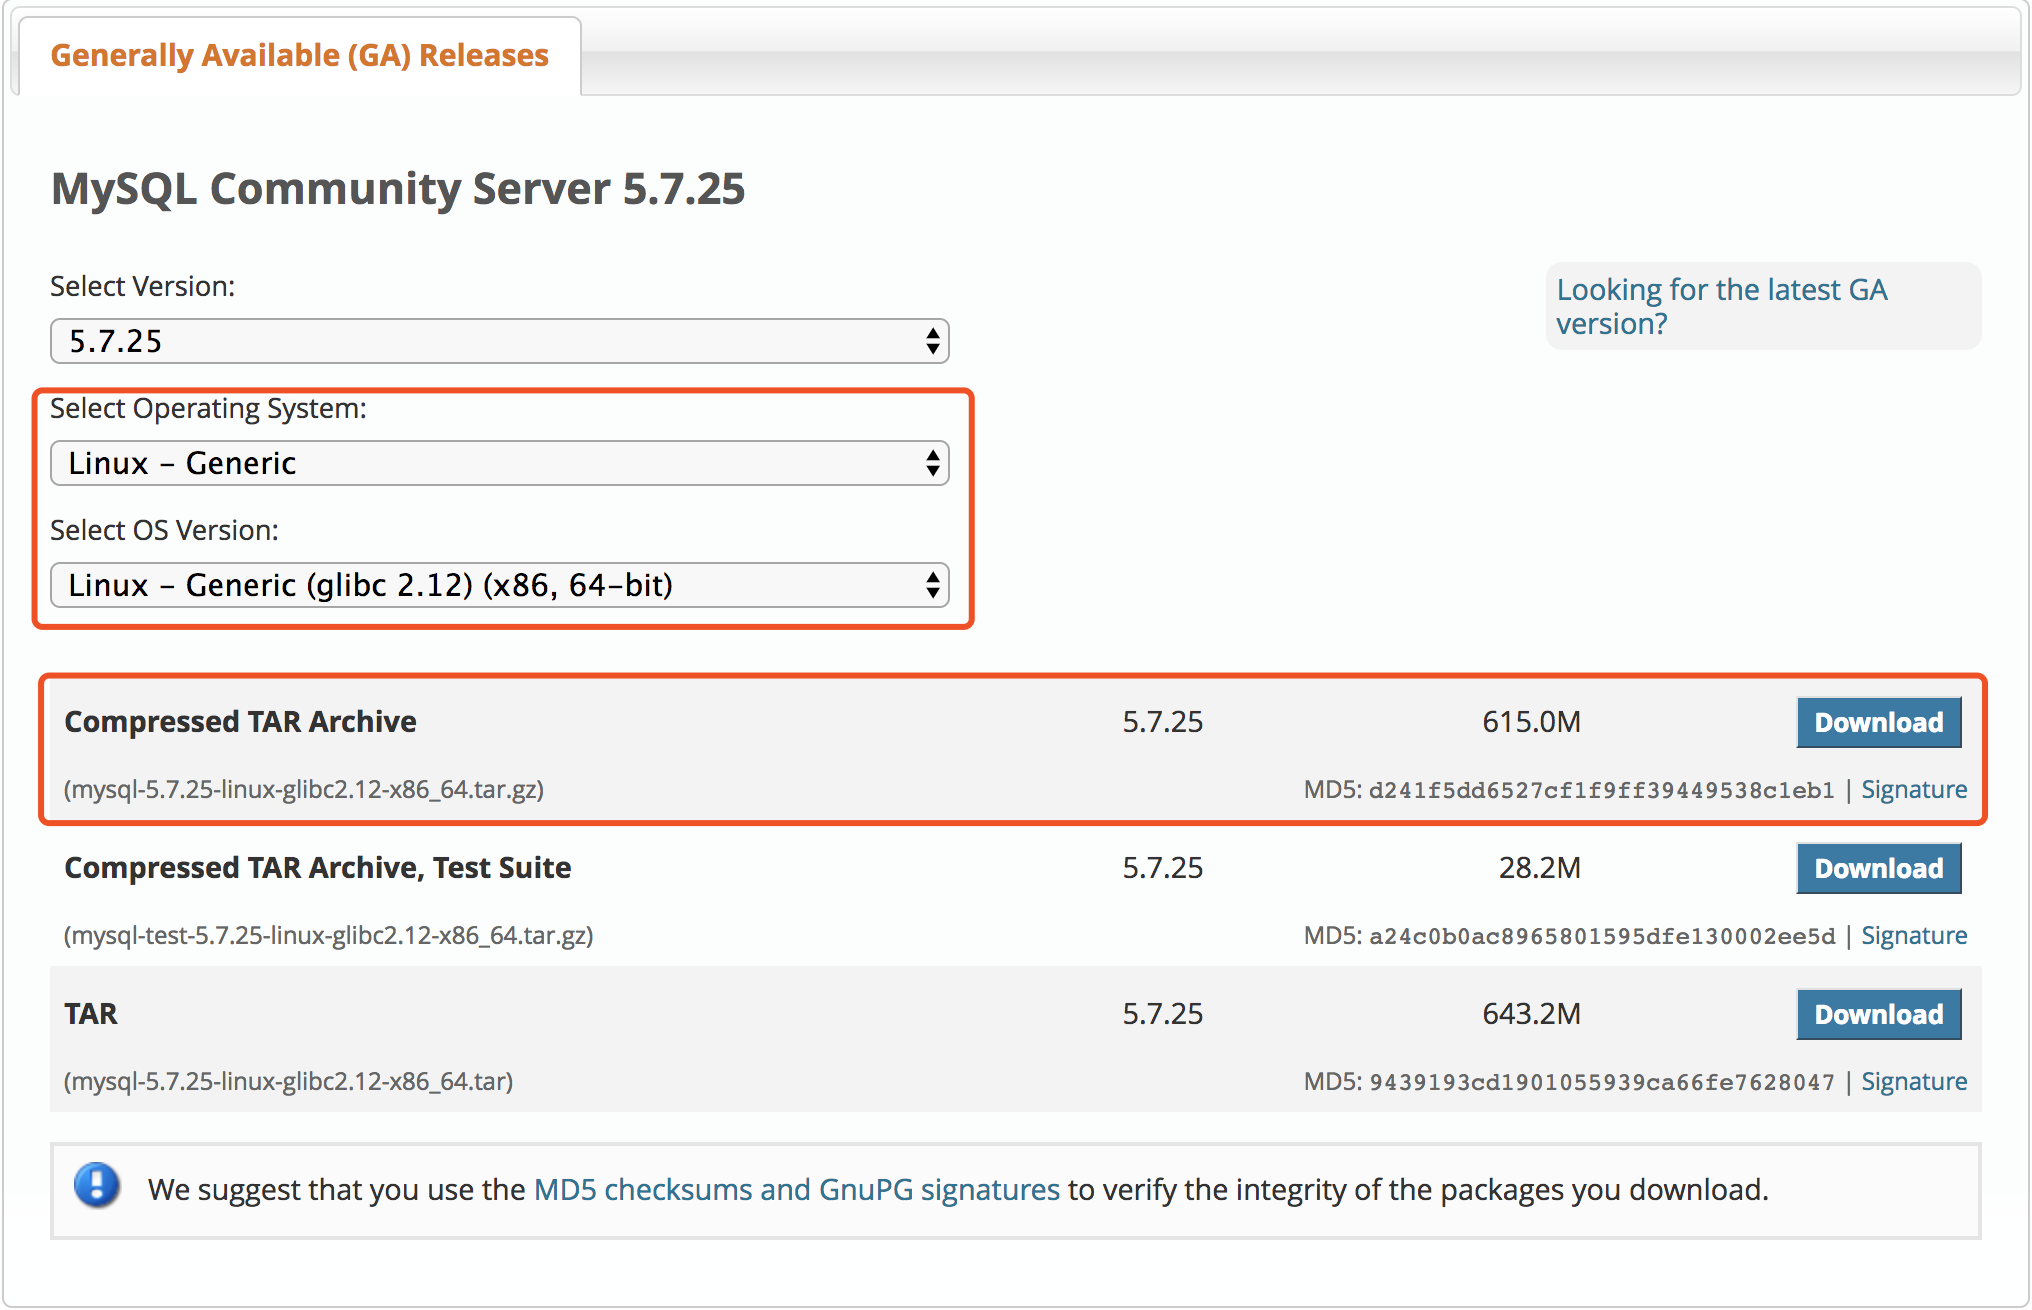 Generally Available (GA) Releases
MySQL Community Server 5.7.25
Select Version:
5.7.25
Looking for the latest GA
version?
Select Operating System:
Linux – Generic
Select OS Version:
Linux – Generic (glibc 2.12) (x86, 64-bit)
Compressed TAR Archive 5.7.25 615.0M Download
(mysql-5.7.25-linux-glibc2.12-x86_64.tar.gz) MD5: d241f5dd6527cf1f9ff39449538c1eb1 | Signature
Compressed TAR Archive, Test Suite 5.7.25 28.2M Download
(mysql-test-5.7.25-linux-glibc2.12-x86_64.tar.gz) MD5: a24c0b0ac8965801595dfe130002ee5d | Signature
TAR 5.7.25 643.2M Download
(mysql-5.7.25-linux-glibc2.12-x86_64.tar) MD5: 9439193cd1901055939ca66fe7628047 | Signature
We suggest that you use the MD5 checksums and GnuPG signatures to verify the integrity of the packages you download.